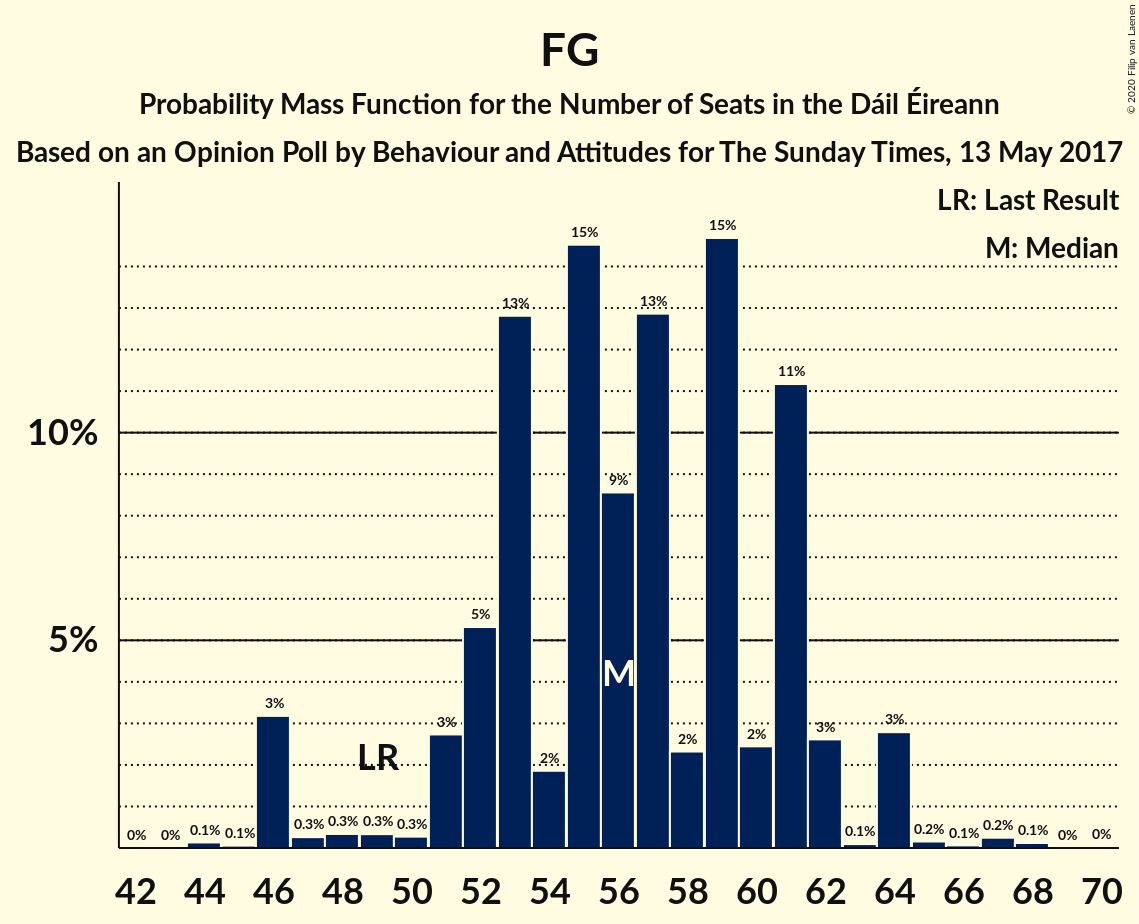 FG
Probability Mass Function for the Number of Seats in the Dáil Éireann
Based on an Opinion Poll by Behaviour and Attitudes for The Sunday Times, 13 May 2017
© 2020 Filip van Laenen
LR: Last Result
M: Median
10%
5%
0% 0% 0.1% 0.1% 3% 0.3% 0.3% 0.3% 0.3% 3% 5% 13% 2% 15% 9% 13% 2% 15% 2% 11% 3% 0.1% 3% 0.2% 0.1% 0.2% 0.1% 0% 0%
LR
M
42 44 46 48 50 52 54 56 58 60 62 64 66 68 70